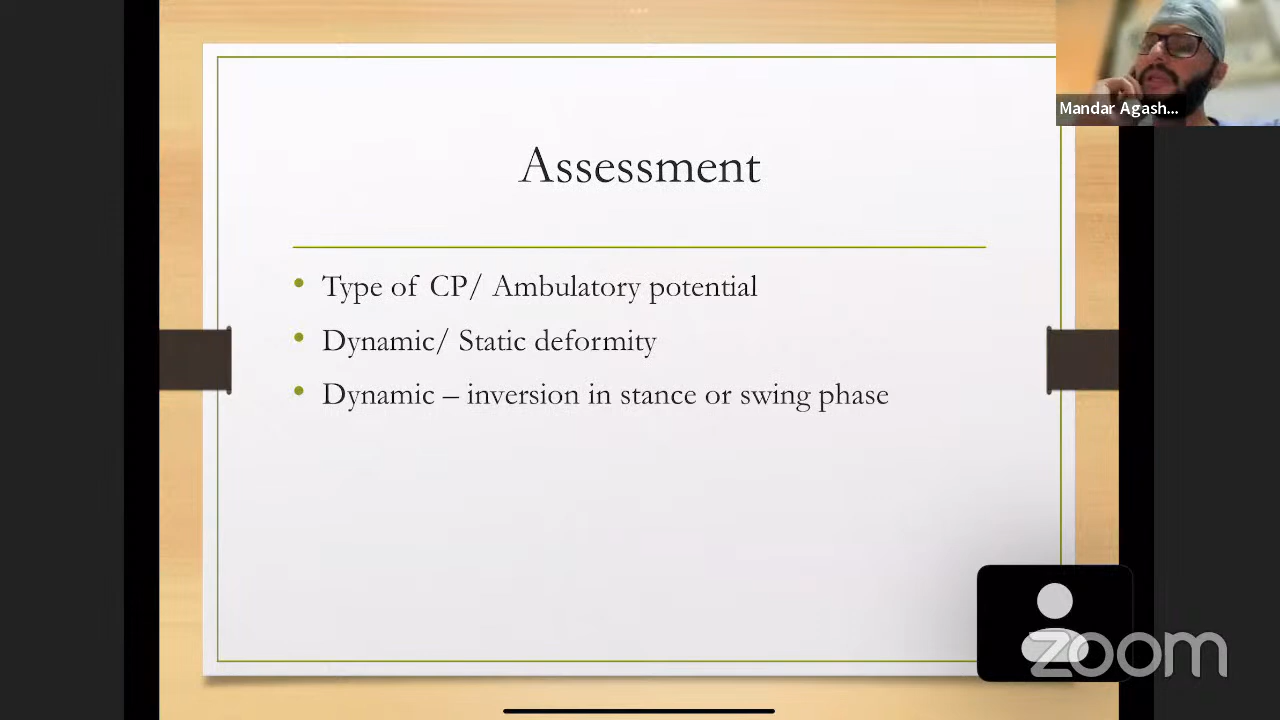 Mandar Agash...
Assessment
• Type of CP/ Ambulatory potential
• Dynamic/ Static deformity
• Dynamic – inversion in stance or swing phase
zoom